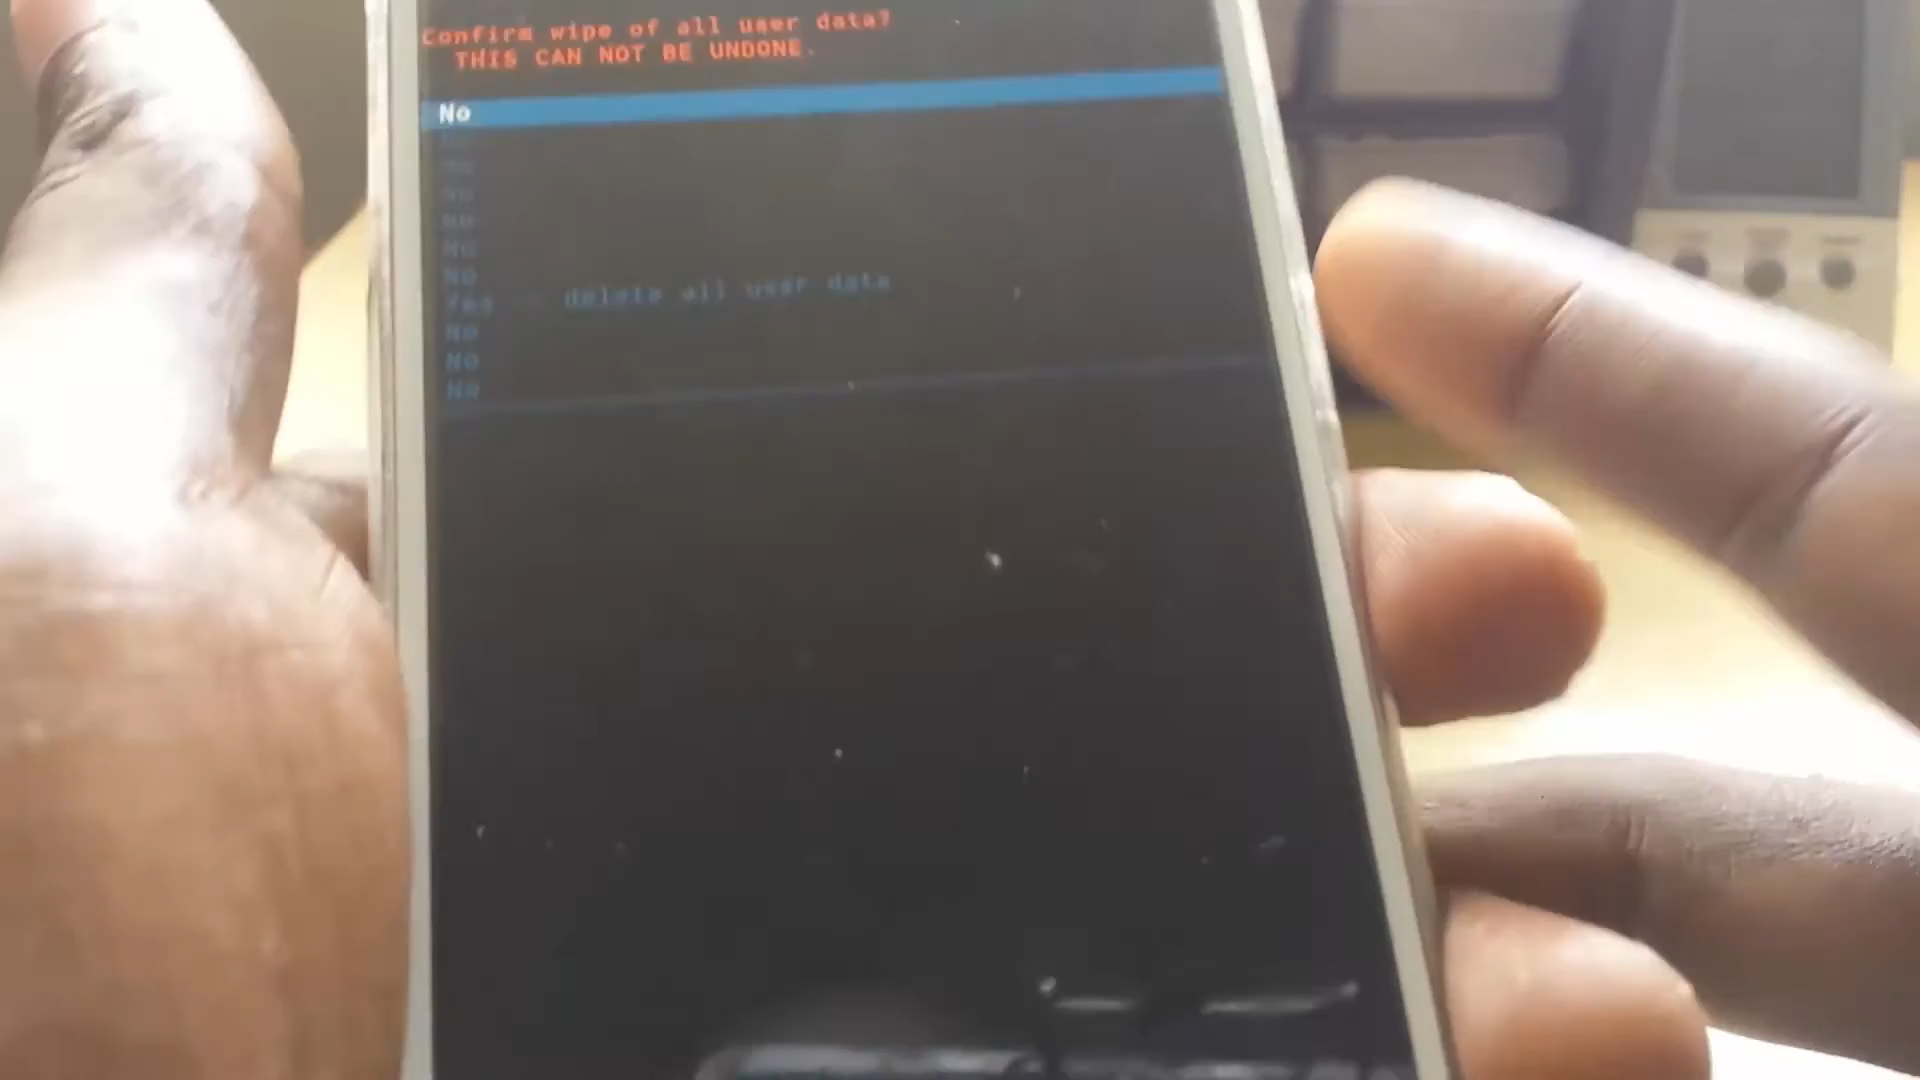 Confirm wipe of all user data?
THIS CAN NOT BE UNDONE.
No
No
No
No
No
No
Yes -- delete all user data
No
No
No